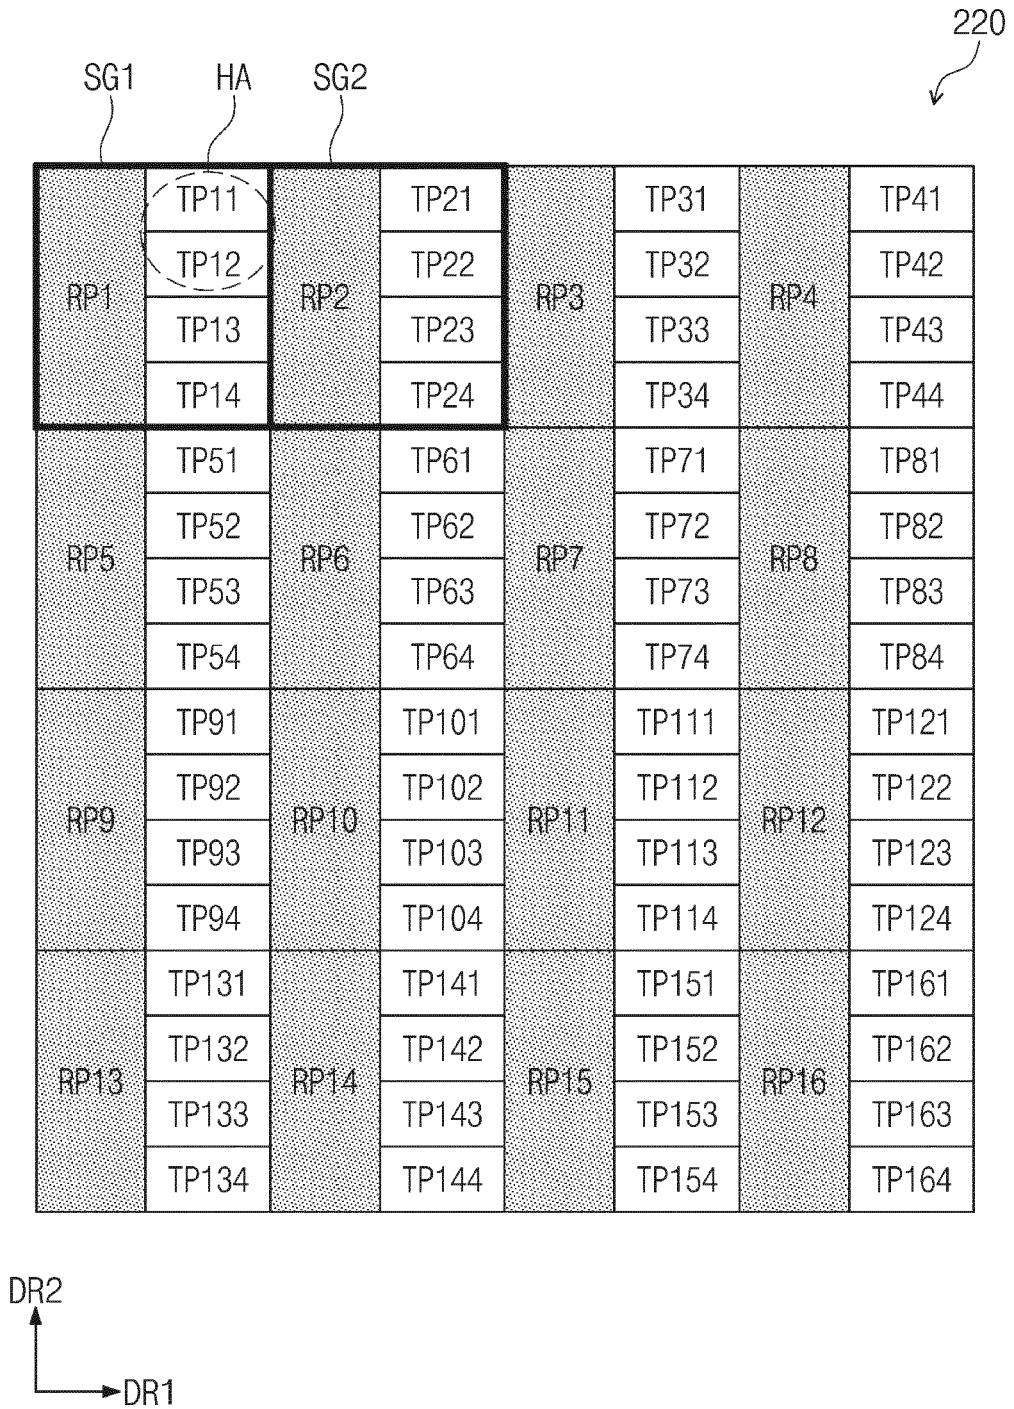 220
SG1 HA SG2
TP11 TP21 TP31 TP41
TP12 TP22 TP32 TP42
RP1 RP2 RP3 RP4
TP13 TP23 TP33 TP43
TP14 TP24 TP34 TP44
TP51 TP61 TP71 TP81
TP52 TP62 TP72 TP82
RP5 RP6 RP7 RP8
TP53 TP63 TP73 TP83
TP54 TP64 TP74 TP84
TP91 TP101 TP111 TP121
TP92 TP102 TP112 TP122
RP9 RP10 RP11 RP12
TP93 TP103 TP113 TP123
TP94 TP104 TP114 TP124
TP131 TP141 TP151 TP161
TP132 TP142 TP152 TP162
RP13 RP14 RP15 RP16
TP133 TP143 TP153 TP163
TP134 TP144 TP154 TP164
DR2
DR1